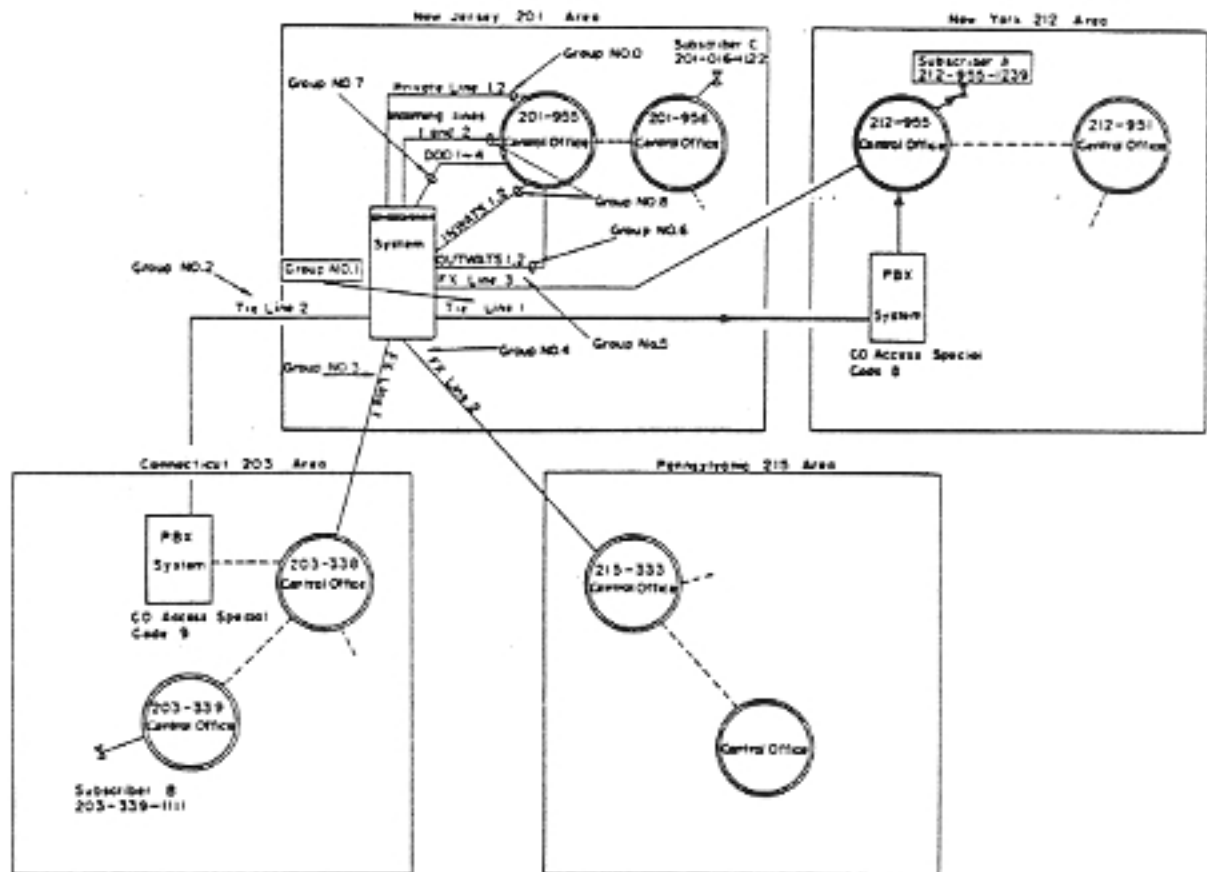 New Jersey 201 Area
New York 212 Area
Group NO.0
Subscriber C
201-016-1122
Group NO.7
Private Line 1,2
Incoming Lines
1 and 2
DDD 1~4
201-955
Central Office
201-956
Central Office
Subscriber A
212-955-1239
212-955
Central Office
212-951
Central Office
INWATS 1,2
Group NO.8
System
OUTWATS 1,2
Group NO.6
FX Line 3
Group NO.2
Group NO.1
Tie Line 2
Tie Line 1
PBX
System
CO Access Special
Code 8
Group NO.3
Group NO.4
Group No.5
FX Line 1
FX Line 2
Connecticut 203 Area
Pennsylvania 215 Area
PBX
System
CO Access Special
Code 9
203-338
Central Office
215-333
Central Office
203-339
Central Office
Central Office
Subscriber B
203-339-1111